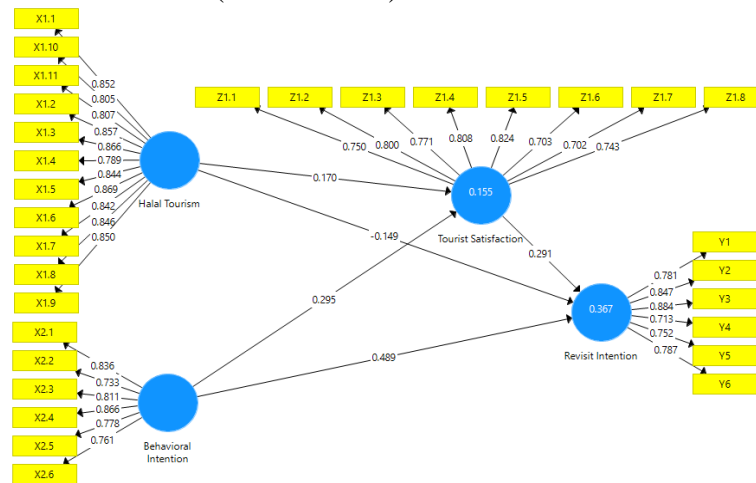 X1.1
X1.10
X1.11
X1.2
X1.3
X1.4
X1.5
X1.6
X1.7
X1.8
X1.9
0.852
0.805
0.807
0.857
0.866
0.789
0.844
0.869
0.842
0.846
0.850
Halal Tourism
Z1.1
Z1.2
Z1.3
Z1.4
Z1.5
Z1.6
Z1.7
Z1.8
0.750
0.800
0.771
0.808
0.824
0.703
0.702
0.743
0.170
0.155
Tourist Satisfaction
-0.149
0.291
0.295
0.489
0.367
Revisit Intention
0.781
0.847
0.884
0.713
0.752
0.787
Y1
Y2
Y3
Y4
Y5
Y6
X2.1
X2.2
X2.3
X2.4
X2.5
X2.6
0.836
0.733
0.811
0.866
0.778
0.761
Behavioral
Intention